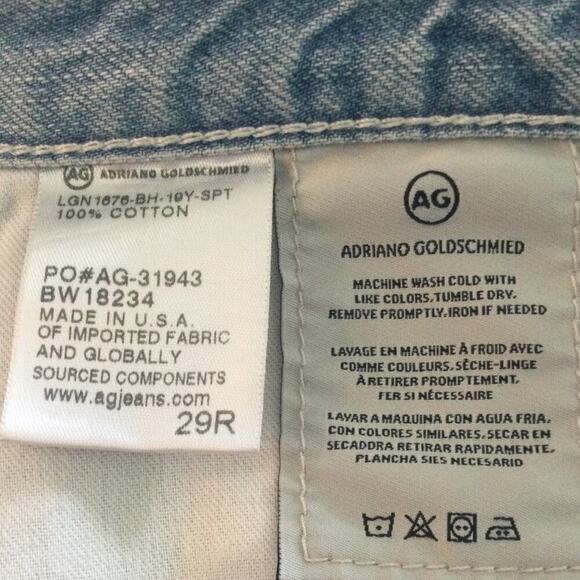 AG ADRIANO GOLDSCHMIED
LGN1676-BH-19Y-SPT
100% COTTON
PO#AG-31943
BW18234
MADE IN U.S.A.
OF IMPORTED FABRIC
AND GLOBALLY
SOURCED COMPONENTS
www.agjeans.com
29R
AG
ADRIANO GOLDSCHMIED
MACHINE WASH COLD WITH
LIKE COLORS.TUMBLE DRY.
REMOVE PROMPTLY.IRON IF NEEDED
LAVAGE EN MACHINE À FROID AVEC
COMME COULEURS. SÈCHE-LINGE
À RETIRER PROMPTEMENT.
FER SI NÉCESSAIRE
LAVAR A MAQUINA CON AGUA FRIA,
CON COLORES SIMILARES. SECAR EN
SECADORA RETIRAR RAPIDAMENTE.
PLANCHA SIES NECESARID